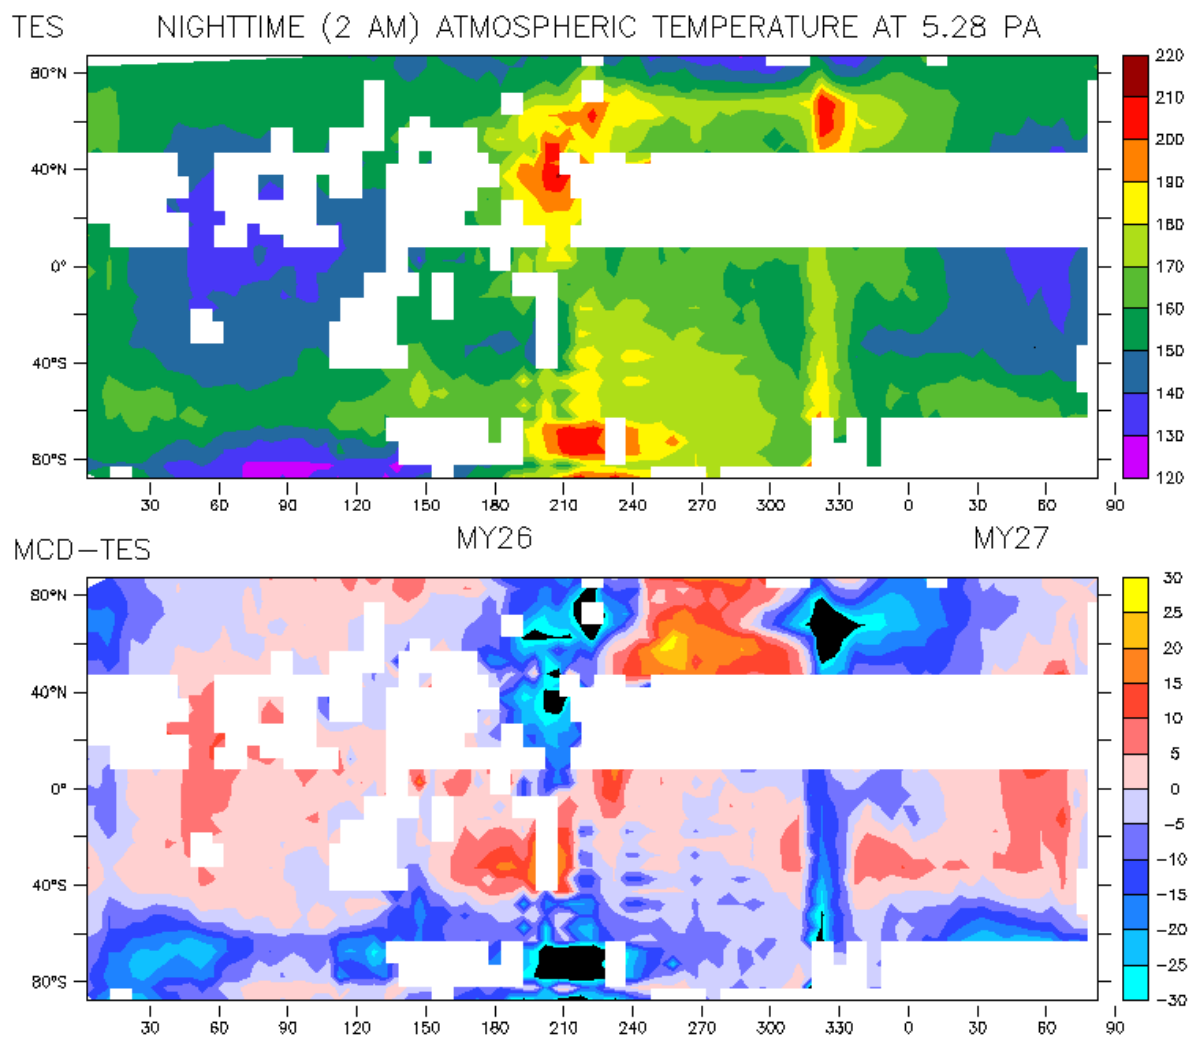 TES NIGHTTIME (2 AM) ATMOSPHERIC TEMPERATURE AT 5.28 PA
220
210
200
190
180
170
160
150
140
130
120
80°N
40°N
0°
40°S
80°S
30 60 90 120 150 180 210 240 270 300 330 0 30 60 90
MY26 MY27
MCD-TES
30
25
20
15
10
5
0
-5
-10
-15
-20
-25
-30
80°N
40°N
0°
40°S
80°S
30 60 90 120 150 180 210 240 270 300 330 0 30 60 90